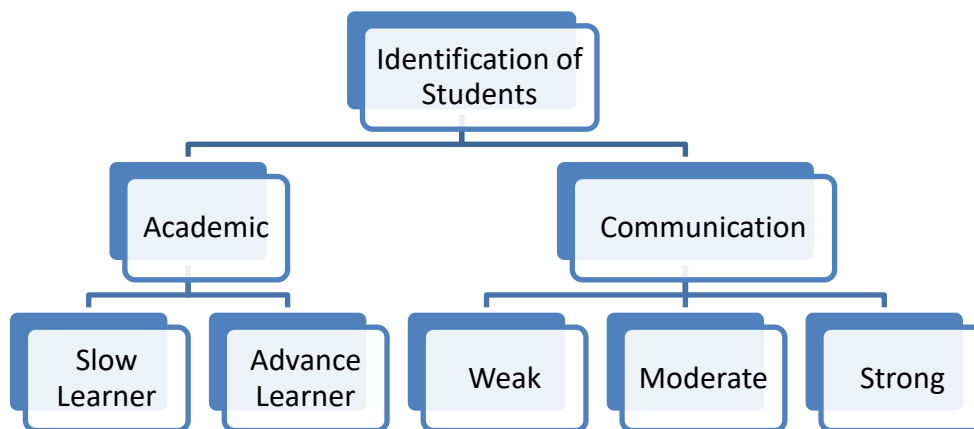 Identification of
Students
Academic
Communication
Slow
Learner
Advance
Learner
Weak
Moderate
Strong